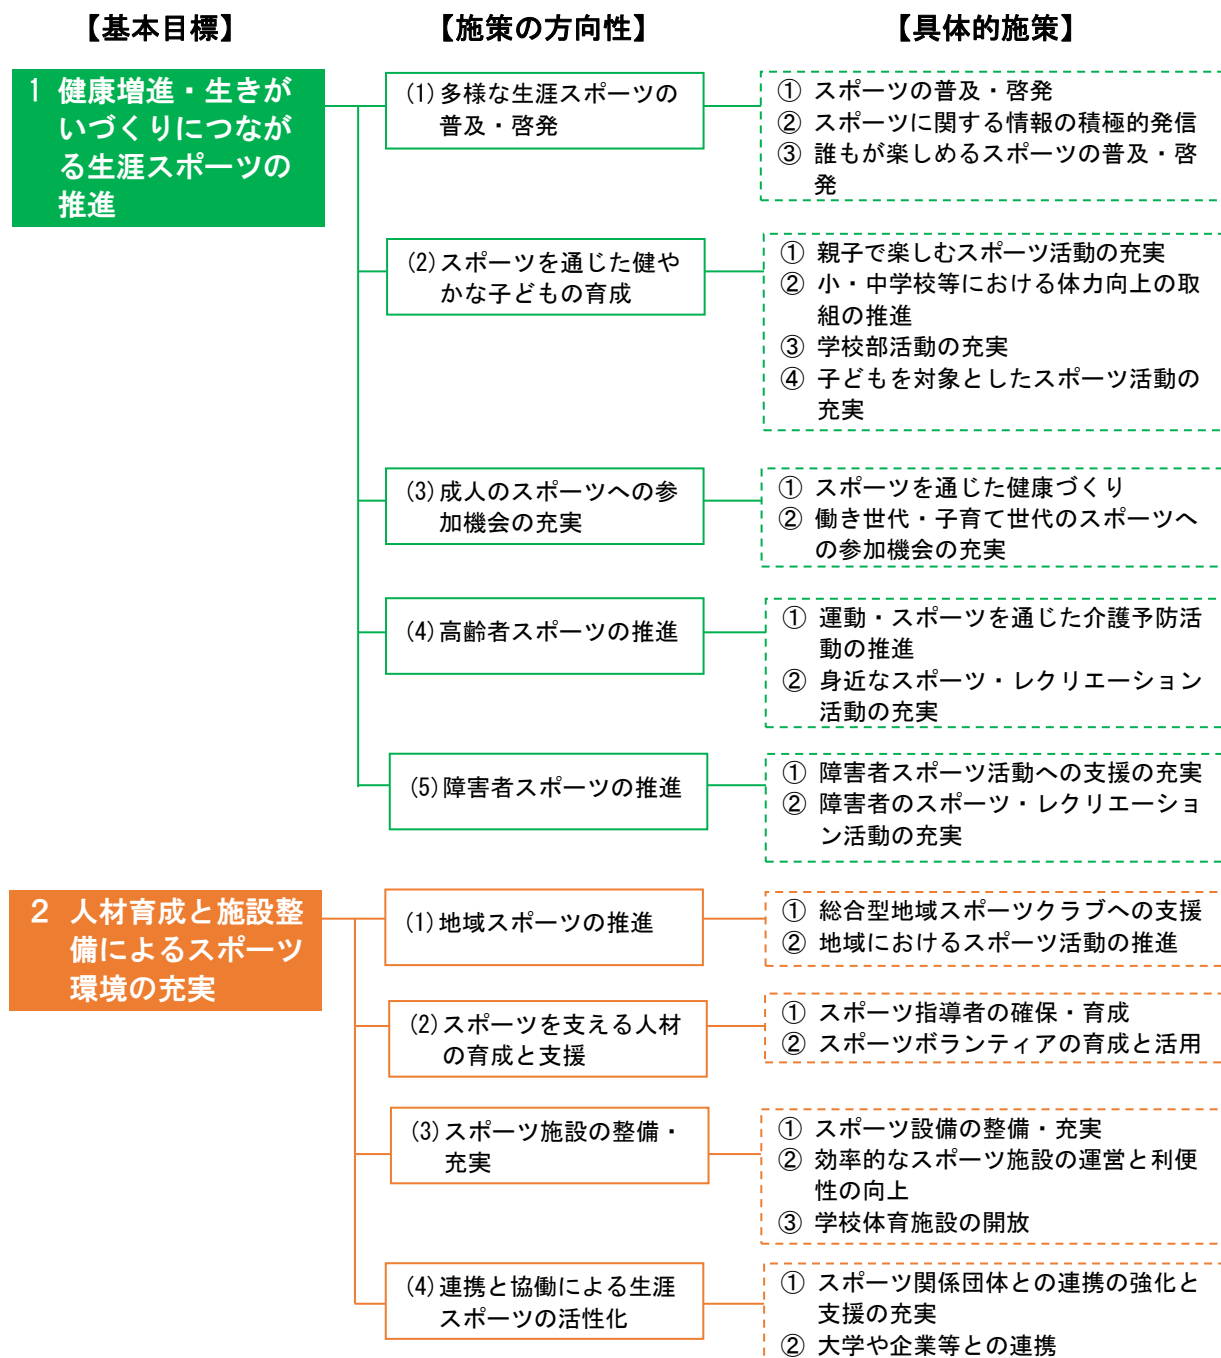 【基本目標】 【施策の方向性】 【具体的施策】
1 健康増進・生きが
いづくりにつなが
る生涯スポーツの
推進
(1)多様な生涯スポーツの
普及・啓発
① スポーツの普及・啓発
② スポーツに関する情報の積極的発信
③ 誰もが楽しめるスポーツの普及・啓
発
(2)スポーツを通じた健や
かな子どもの育成
① 親子で楽しむスポーツ活動の充実
② 小・中学校等における体力向上の取
組の推進
③ 学校部活動の充実
④ 子どもを対象としたスポーツ活動の
充実
(3)成人のスポーツへの参
加機会の充実
① スポーツを通じた健康づくり
② 働き世代・子育て世代のスポーツへ
の参加機会の充実
(4)高齢者スポーツの推進
① 運動・スポーツを通じた介護予防活
動の推進
② 身近なスポーツ・レクリエーション
活動の充実
(5)障害者スポーツの推進
① 障害者スポーツ活動への支援の充実
② 障害者のスポーツ・レクリエーショ
ン活動の充実
2 人材育成と施設整
備によるスポーツ
環境の充実
(1)地域スポーツの推進
① 総合型地域スポーツクラブへの支援
② 地域におけるスポーツ活動の推進
(2)スポーツを支える人材
の育成と支援
① スポーツ指導者の確保・育成
② スポーツボランティアの育成と活用
(3)スポーツ施設の整備・
充実
① スポーツ設備の整備・充実
② 効率的なスポーツ施設の運営と利便
性の向上
③ 学校体育施設の開放
(4)連携と協働による生涯
スポーツの活性化
① スポーツ関係団体との連携の強化と
支援の充実
② 大学や企業等との連携